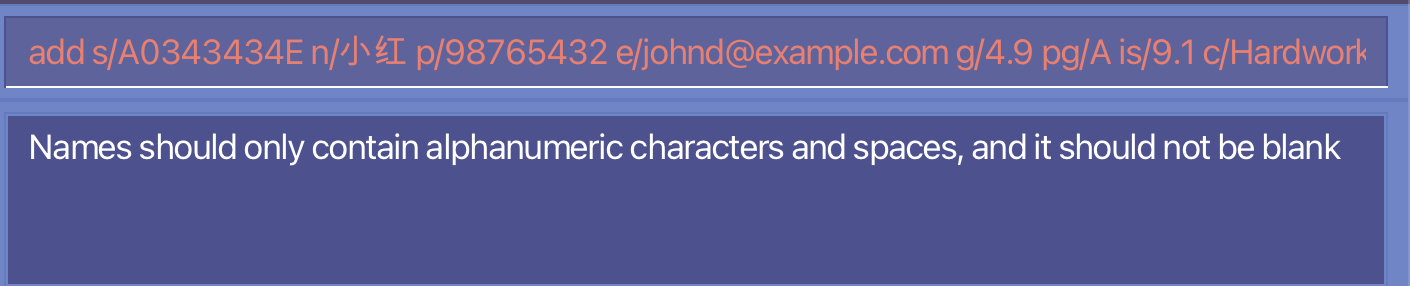 add s/A0343434E n/小红 p/98765432 e/johnd@example.com g/4.9 pg/A is/9.1 c/Hardwork
Names should only contain alphanumeric characters and spaces, and it should not be blank